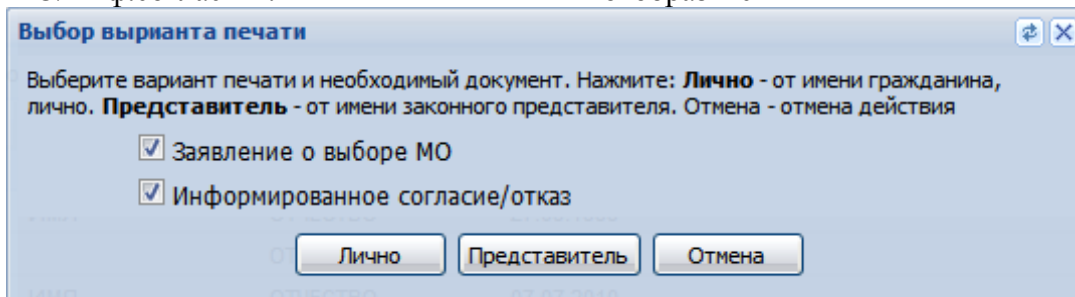 Выбор вырианта печати
Выберите вариант печати и необходимый документ. Нажмите: Лично - от имени гражданина,
лично. Представитель - от имени законного представителя. Отмена - отмена действия
Заявление о выборе МО
Информированное согласие/отказ
Лично Представитель Отмена